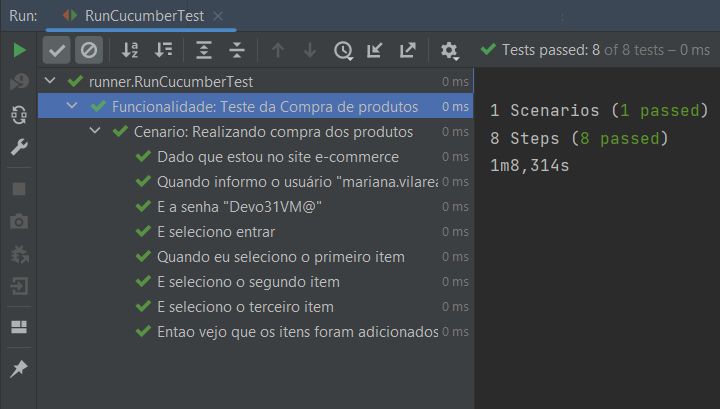 Run: RunCucumberTest
Tests passed: 8 of 8 tests – 0 ms
runner.RunCucumberTest 0 ms
Funcionalidade: Teste da Compra de produtos 0 ms
Cenario: Realizando compra dos produtos 0 ms
Dado que estou no site e-commerce 0 ms
Quando informo o usuário "mariana.vilarea 0 ms
E a senha "Devo31VM@" 0 ms
E seleciono entrar 0 ms
Quando eu seleciono o primeiro item 0 ms
E seleciono o segundo item 0 ms
E seleciono o terceiro item 0 ms
Entao vejo que os itens foram adicionados 0 ms
1 Scenarios (1 passed)
8 Steps (8 passed)
1m8,314s